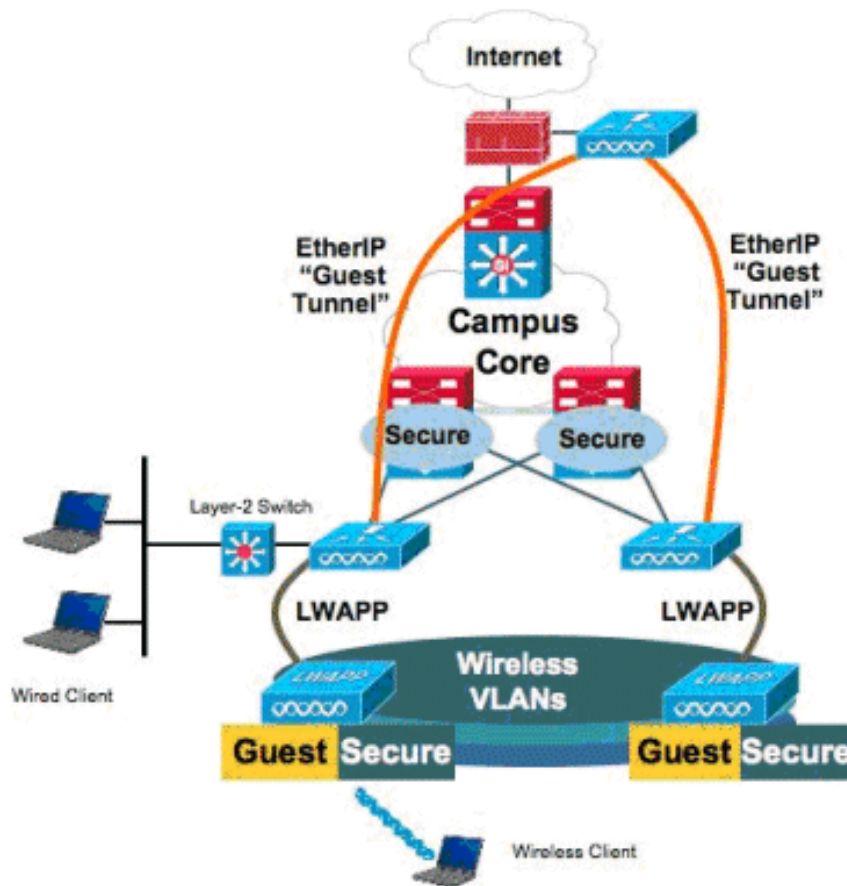 Internet
EtherIP
"Guest
Tunnel"
EtherIP
"Guest
Tunnel"
SI
Campus
Core
Secure
Secure
Layer-2 Switch
LWAPP
LWAPP
Wired Client
Wireless
VLANs
LWAPP
LWAPP
Guest Secure
Guest Secure
Wireless Client